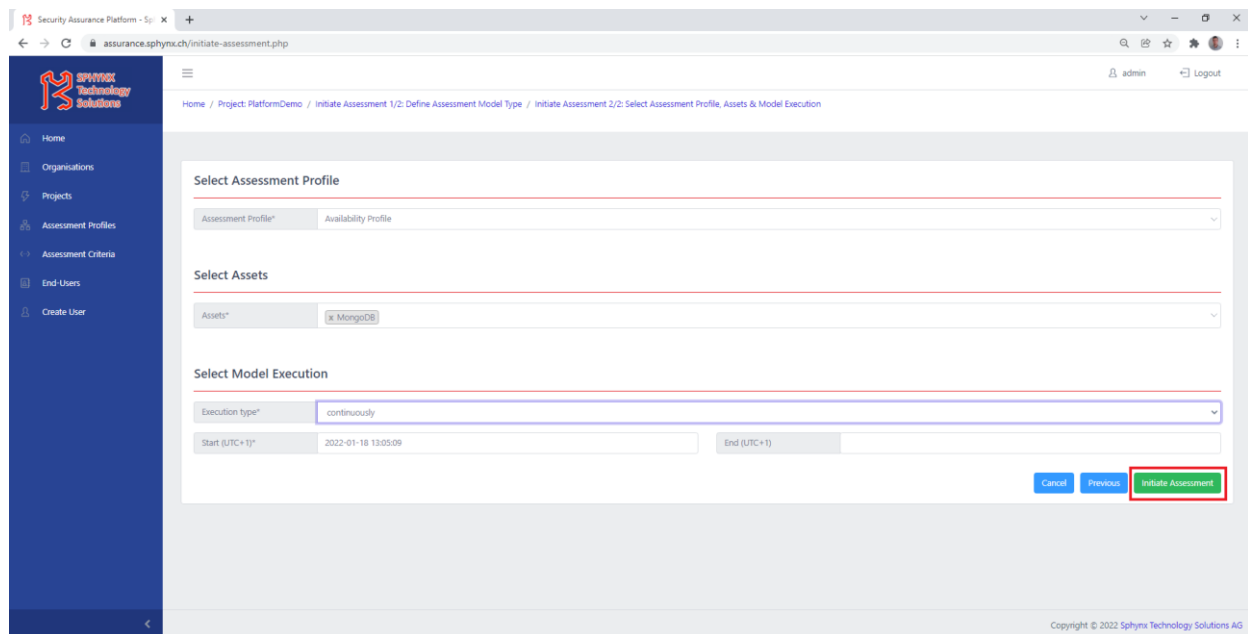 Security Assurance Platform - Sp
assurance.sphynx.ch/initiate-assessment.php
SPHYNX
Technology
Solutions
admin
Logout
Home / Project: PlatformDemo / Initiate Assessment 1/2: Define Assessment Model Type / Initiate Assessment 2/2: Select Assessment Profile, Assets & Model Execution
Home
Organisations
Projects
Assessment Profiles
Assessment Criteria
End-Users
Create User
Select Assessment Profile
Assessment Profile* Availability Profile
Select Assets
Assets* x MongoDB
Select Model Execution
Execution type* continuously
Start (UTC+1)* 2022-01-18 13:05:09 End (UTC+1)
Cancel Previous Initiate Assessment
Copyright © 2022 Sphynx Technology Solutions AG